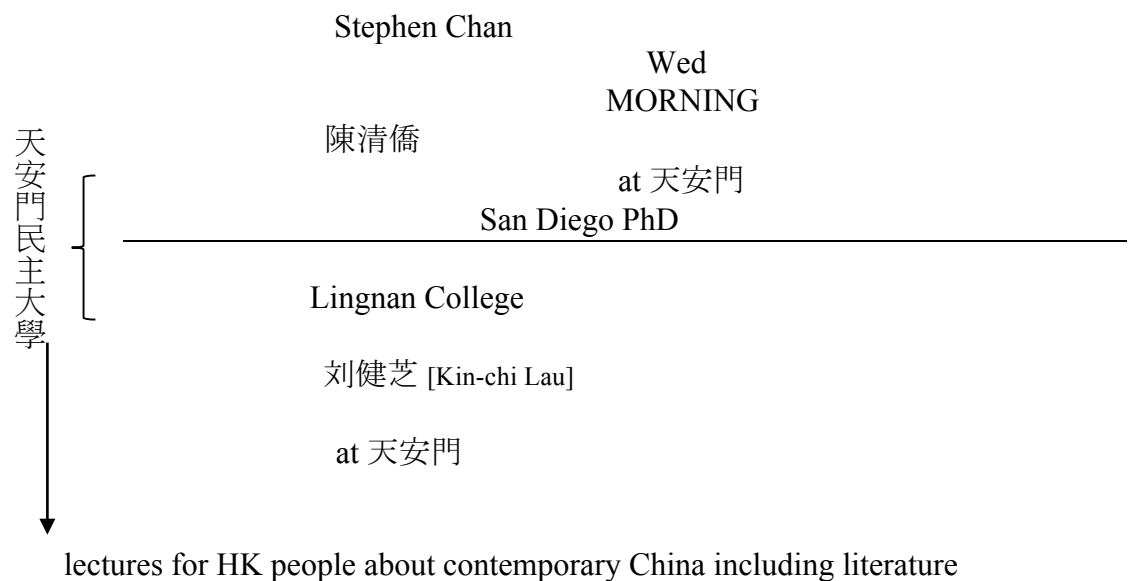 Stephen Chan
Wed
MORNING
陳清僑
天安門民主大學
at 天安門
San Diego PhD
Lingnan College
刘健芝 [Kin-chi Lau]
at 天安門
lectures for HK people about contemporary China including literature